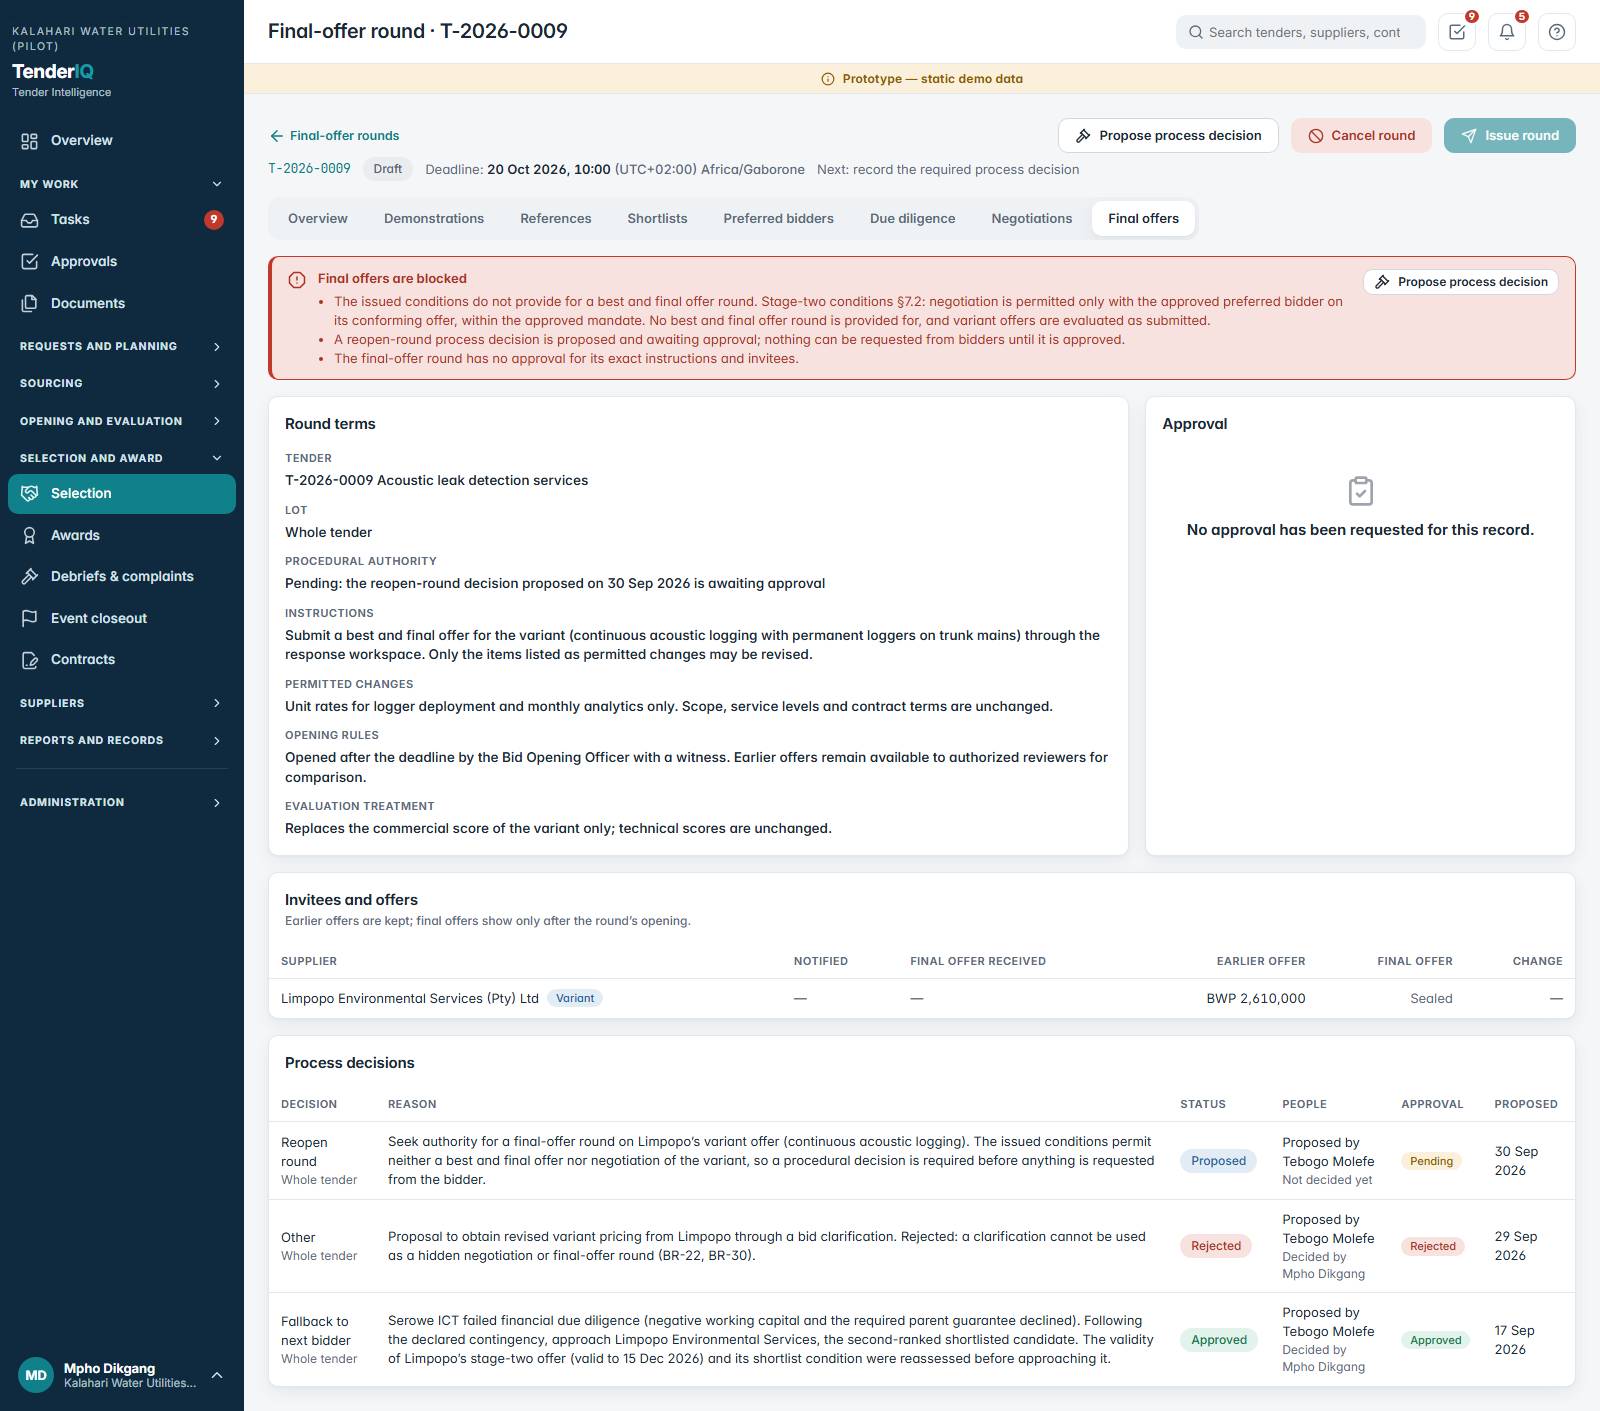 KALAHARI WATER UTILITIES
(PILOT)
TenderIQ
Tender Intelligence
Overview
MY WORK
Tasks
9
Approvals
Documents
REQUESTS AND PLANNING
SOURCING
OPENING AND EVALUATION
SELECTION AND AWARD
Selection
Awards
Debriefs & complaints
Event closeout
Contracts
SUPPLIERS
REPORTS AND RECORDS
ADMINISTRATION
MD
Mpho Dikgang
Kalahari Water Utilities...
Final-offer round · T-2026-0009
Search tenders, suppliers, cont
9
5
Prototype — static demo data
Final-offer rounds
Propose process decision
Cancel round
Issue round
T-2026-0009 Draft Deadline: 20 Oct 2026, 10:00 (UTC+02:00) Africa/Gaborone Next: record the required process decision
Overview Demonstrations References Shortlists Preferred bidders Due diligence Negotiations Final offers
Final offers are blocked
Propose process decision
• The issued conditions do not provide for a best and final offer round. Stage-two conditions §7.2: negotiation is permitted only with the approved preferred bidder on
its conforming offer, within the approved mandate. No best and final offer round is provided for, and variant offers are evaluated as submitted.
• A reopen-round process decision is proposed and awaiting approval; nothing can be requested from bidders until it is approved.
• The final-offer round has no approval for its exact instructions and invitees.
Round terms
TENDER
T-2026-0009 Acoustic leak detection services
LOT
Whole tender
PROCEDURAL AUTHORITY
Pending: the reopen-round decision proposed on 30 Sep 2026 is awaiting approval
INSTRUCTIONS
Submit a best and final offer for the variant (continuous acoustic logging with permanent loggers on trunk mains) through the
response workspace. Only the items listed as permitted changes may be revised.
PERMITTED CHANGES
Unit rates for logger deployment and monthly analytics only. Scope, service levels and contract terms are unchanged.
OPENING RULES
Opened after the deadline by the Bid Opening Officer with a witness. Earlier offers remain available to authorized reviewers for
comparison.
EVALUATION TREATMENT
Replaces the commercial score of the variant only; technical scores are unchanged.
Approval
No approval has been requested for this record.
Invitees and offers
Earlier offers are kept; final offers show only after the round's opening.
SUPPLIER NOTIFIED FINAL OFFER RECEIVED EARLIER OFFER FINAL OFFER CHANGE
Limpopo Environmental Services (Pty) Ltd Variant — — BWP 2,610,000 Sealed —
Process decisions
DECISION REASON STATUS PEOPLE APPROVAL PROPOSED
Reopen
round
Whole tender
Seek authority for a final-offer round on Limpopo's variant offer (continuous acoustic logging). The issued conditions permit
neither a best and final offer nor negotiation of the variant, so a procedural decision is required before anything is requested
from the bidder.
Proposed
Proposed by
Tebogo Molefe
Not decided yet
Pending
30 Sep
2026
Other
Whole tender
Proposal to obtain revised variant pricing from Limpopo through a bid clarification. Rejected: a clarification cannot be used
as a hidden negotiation or final-offer round (BR-22, BR-30).
Rejected
Proposed by
Tebogo Molefe
Decided by
Mpho Dikgang
Rejected
29 Sep
2026
Fallback to
next bidder
Whole tender
Serowe ICT failed financial due diligence (negative working capital and the required parent guarantee declined). Following
the declared contingency, approach Limpopo Environmental Services, the second-ranked shortlisted candidate. The validity
of Limpopo's stage-two offer (valid to 15 Dec 2026) and its shortlist condition were reassessed before approaching it.
Approved
Proposed by
Tebogo Molefe
Decided by
Mpho Dikgang
Approved
17 Sep
2026